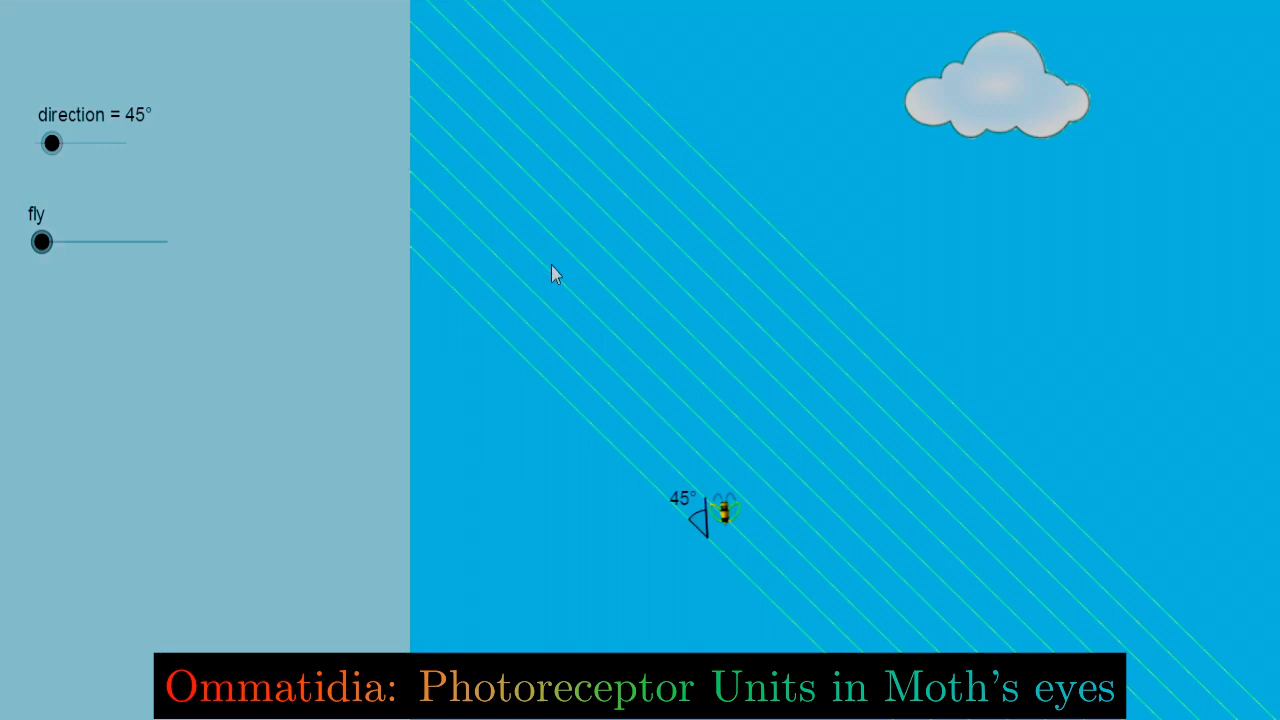 direction = 45°
fly
45°
Ommatidia: Photoreceptor Units in Moth's eyes